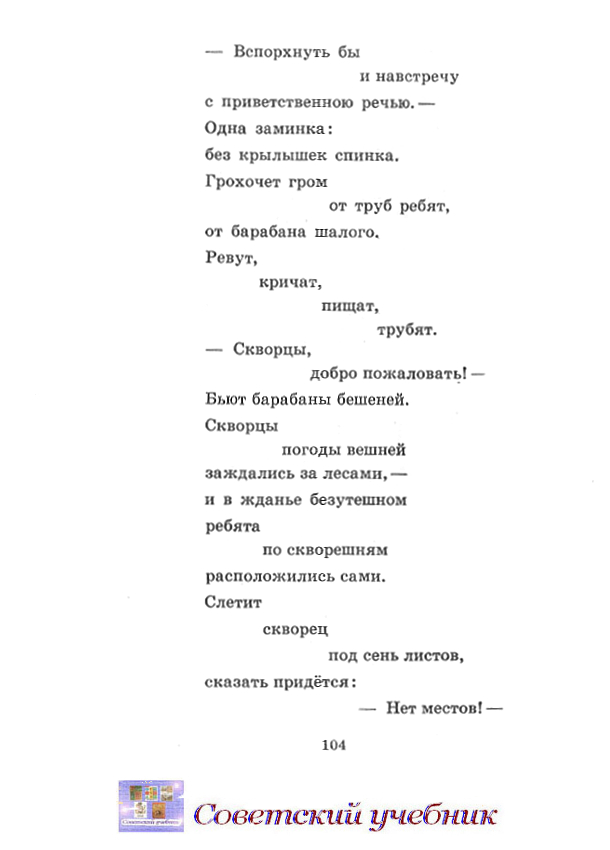 — Вспорхнуть бы
и навстречу
с приветственною речью.—
Одна заминка:
без крылышек спинка.
Грохочет гром
от труб ребят,
от барабана шалого.
Ревут,
кричат,
пищат,
трубят.
— Скворцы,
добро пожаловать! —
Бьют барабаны бешеней.
Скворцы
погоды вешней
заждались за лесами, —
и в жданье безутешном
ребята
по скворешням
расположились сами.
Слетит
скворец
под сень листов,
сказать придётся:
— Нет местов! —
104
Советский учебник
Советский учебник